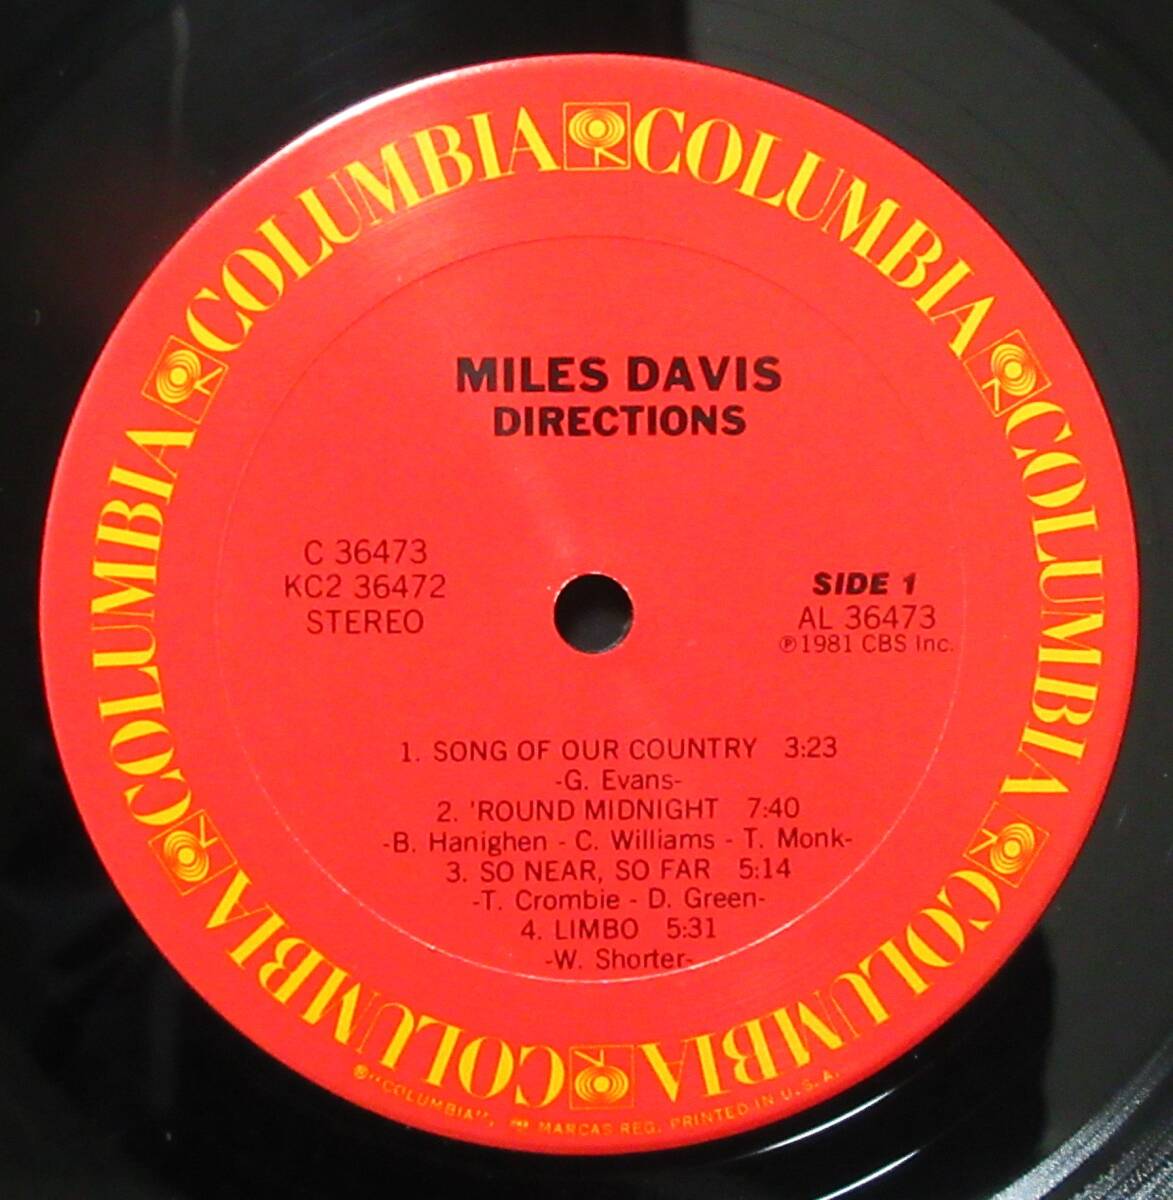 COLUMBIA COLUMBIA COLUMBIA COLUMBIA COLUMBIA COLUMBIA
MILES DAVIS
DIRECTIONS
C 36473
KC2 36472
STEREO
SIDE 1
AL 36473
℗1981 CBS Inc.
1. SONG OF OUR COUNTRY 3:23
-G. Evans-
2. 'ROUND MIDNIGHT 7:40
-B. Hanighen - C. Williams - T. Monk-
3. SO NEAR, SO FAR 5:14
-T. Crombie - D. Green-
4. LIMBO 5:31
-W. Shorter-
®"COLUMBIA", MARCAS REG. PRINTED IN U.S.A.